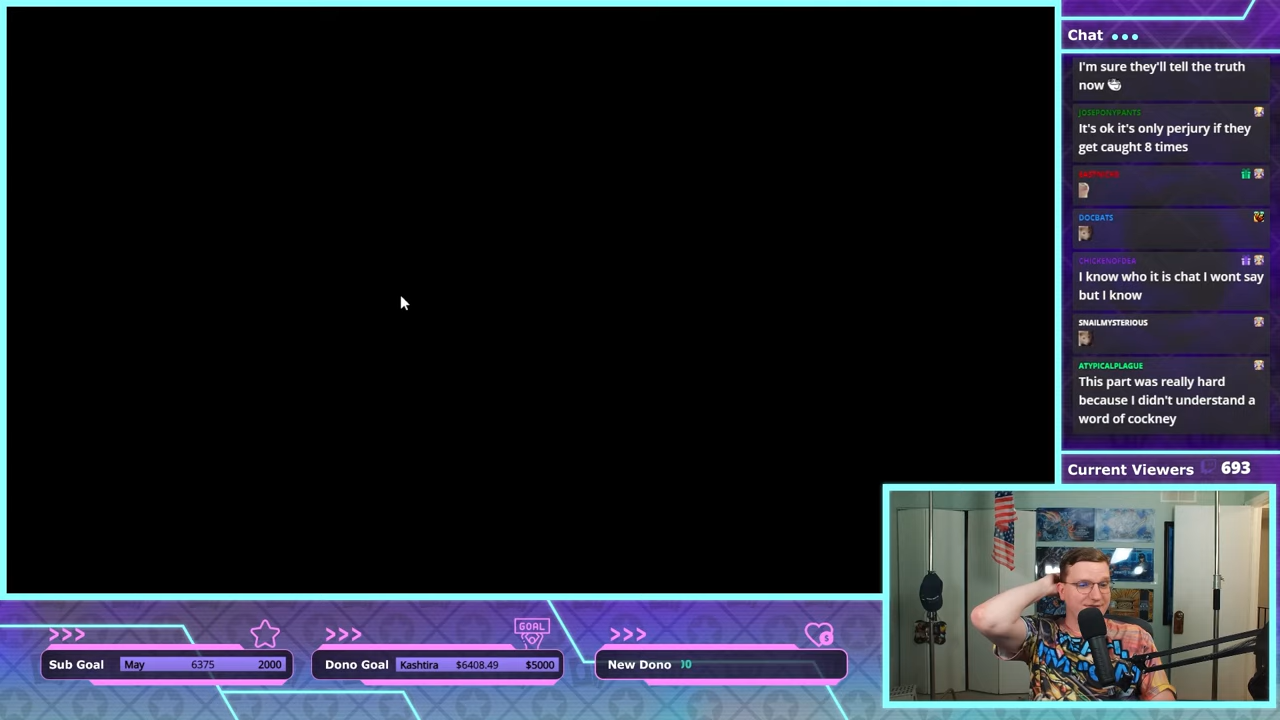 Chat
I'm sure they'll tell the truth
now
JOSEPONYPANTS
It's ok it's only perjury if they
get caught 8 times
DOCBATS
CHICKENOFDEA
I know who it is chat I wont say
but I know
SNAILMYSTERIOUS
ATYPICALPLAGUE
This part was really hard
because I didn't understand a
word of cockney
Current Viewers 693
GOAL
Sub Goal May 6375 2000
Dono Goal Kashtira $6408.49 $5000
New Dono